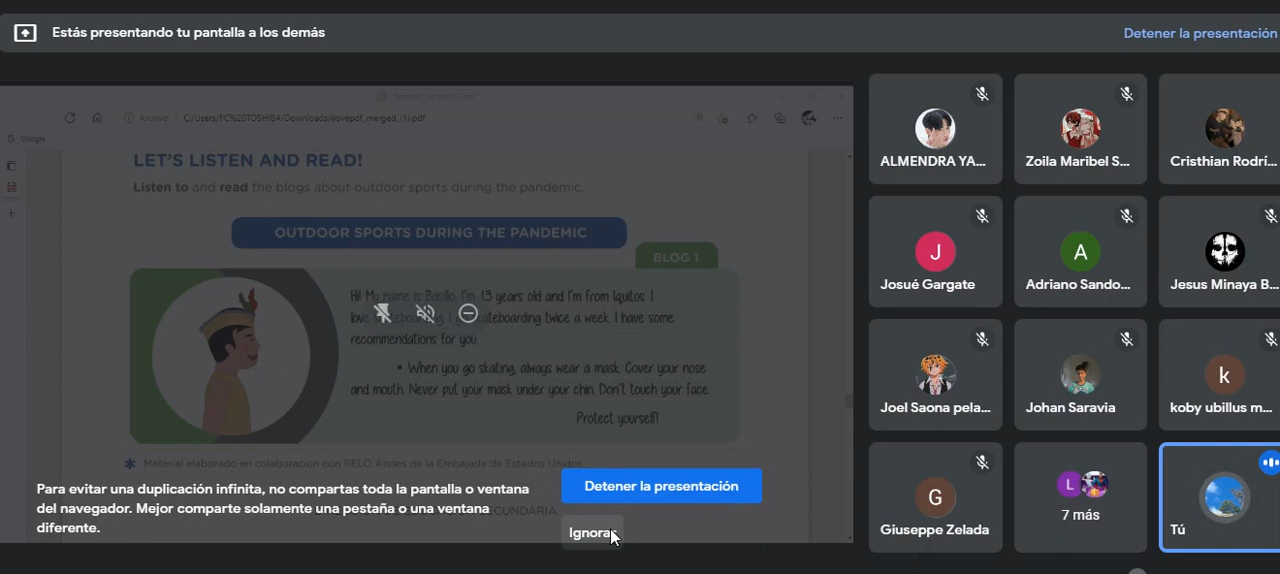 Estás presentando tu pantalla a los demás
Detener la presentación
Archivo
C:/Users/PC%20TOSHIBA/Downloads/ilovepdf_merged_(1).pdf
Google
LET'S LISTEN AND READ!
Listen to and read the blogs about outdoor sports during the pandemic.
OUTDOOR SPORTS DURING THE PANDEMIC
BLOG 1
Hi! My name is Basilio. I'm 13 years old and I'm from Iquitos. I
love skateboarding. I go skateboarding twice a week. I have some
recommendations for you.
• When you go skating, always wear a mask. Cover your nose
and mouth. Never put your mask under your chin. Don't touch your face.
Protect yourself!
Material elaborado en colaboración con RELO Andes de la Embajada de Estados Unidos.
SECUNDARIA
Para evitar una duplicación infinita, no compartas toda la pantalla o ventana
del navegador. Mejor comparte solamente una pestaña o una ventana
diferente.
Detener la presentación
Ignorar
ALMENDRA YA...
Zoila Maribel S...
Cristhian Rodrí...
J
Josué Gargate
A
Adriano Sando...
Jesus Minaya B...
Joel Saona pela...
Johan Saravia
k
koby ubillus m...
G
Giuseppe Zelada
L
7 más
Tú